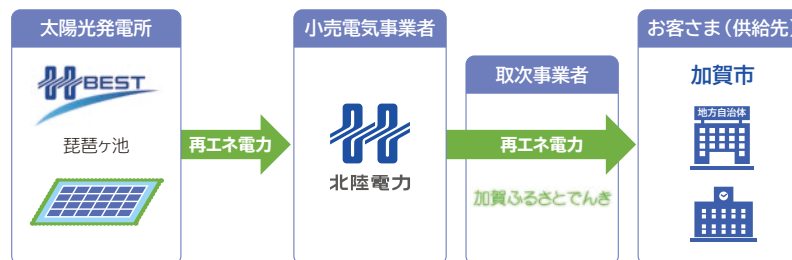 太陽光発電所
BEST
琵琶ヶ池
再エネ電力
小売電気事業者
北陸電力
取次事業者
再エネ電力
加賀ふるさとでんき
お客さま（供給先）
加賀市
地方自治体